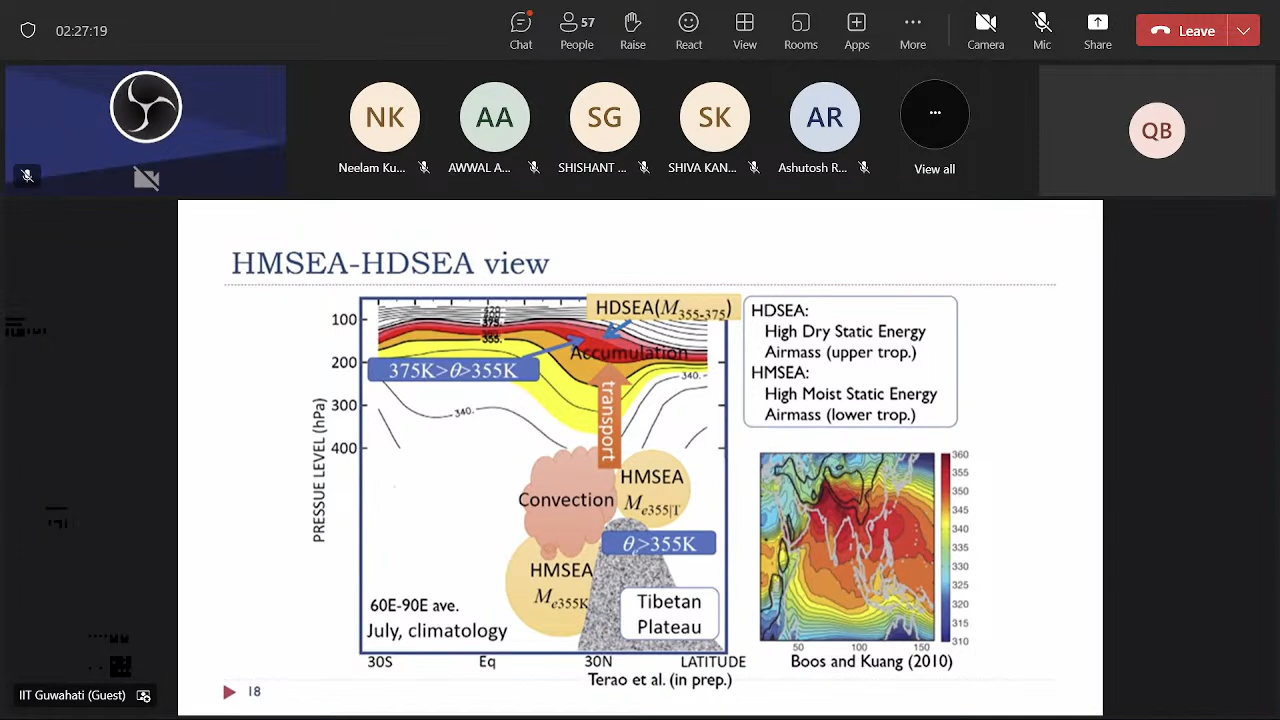 02:27:19
Chat
57
People
Raise
React
View
Rooms
Apps
More
Camera
Mic
Share
Leave
NK
Neelam Ku...
AA
AWWAL A...
SG
SHISHANT ...
SK
SHIVA KAN...
AR
Ashutosh R...
View all
QB
HMSEA-HDSEA view
HDSEA(M355-375)
375.
355.
Accumulation
375K>θ>355K
340.
340.
transport
100
200
300
400
PRESSUE LEVEL (hPa)
Convection
HMSEA
Me355|T
θe>355K
HMSEA
Me355K
60E-90E ave.
July, climatology
Tibetan
Plateau
30S
Eq
30N
LATITUDE
Terao et al. (in prep.)
HDSEA:
High Dry Static Energy
Airmass (upper trop.)
HMSEA:
High Moist Static Energy
Airmass (lower trop.)
360
355
350
345
340
335
330
325
320
315
310
50
100
150
Boos and Kuang (2010)
18
IIT Guwahati (Guest)